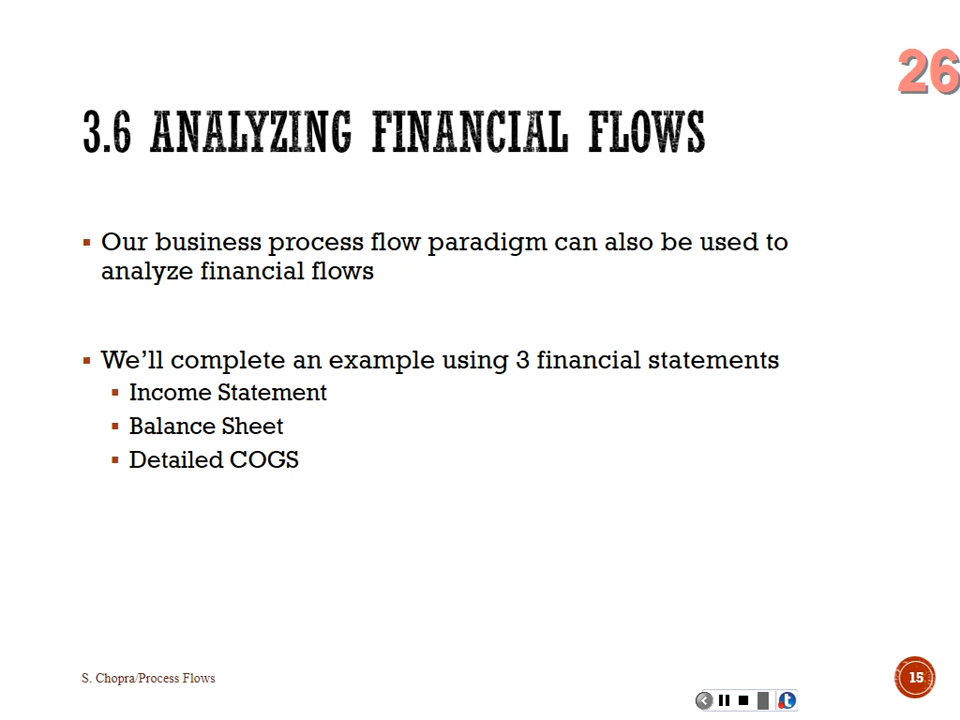 26
3.6 ANALYZING FINANCIAL FLOWS
Our business process flow paradigm can also be used to
analyze financial flows
We'll complete an example using 3 financial statements
Income Statement
Balance Sheet
Detailed COGS
S. Chopra/Process Flows
15
t